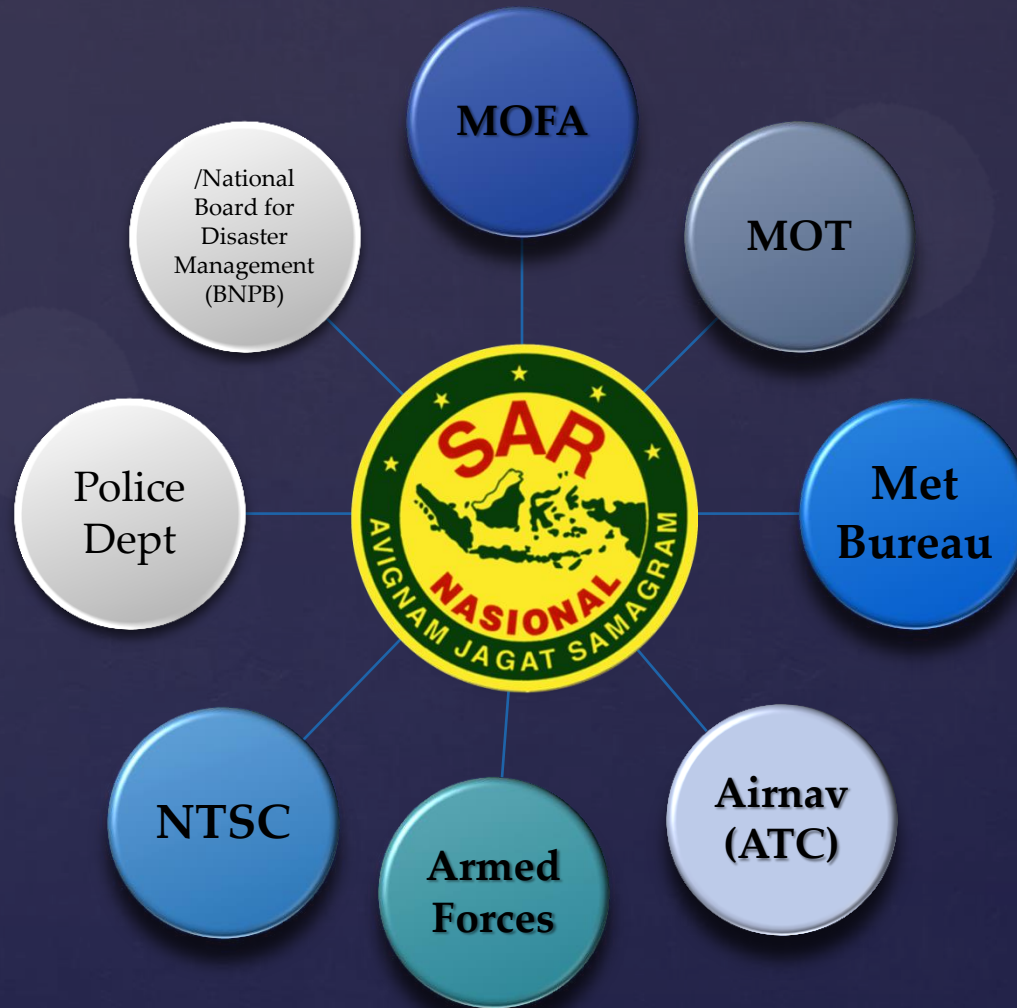 MOFA
/National
Board for
Disaster
Management
(BNPB)
MOT
SAR
NASIONAL
AVIGNAM JAGAT SAMAGRAM
Police
Dept
Met
Bureau
NTSC
Armed
Forces
Airnav
(ATC)